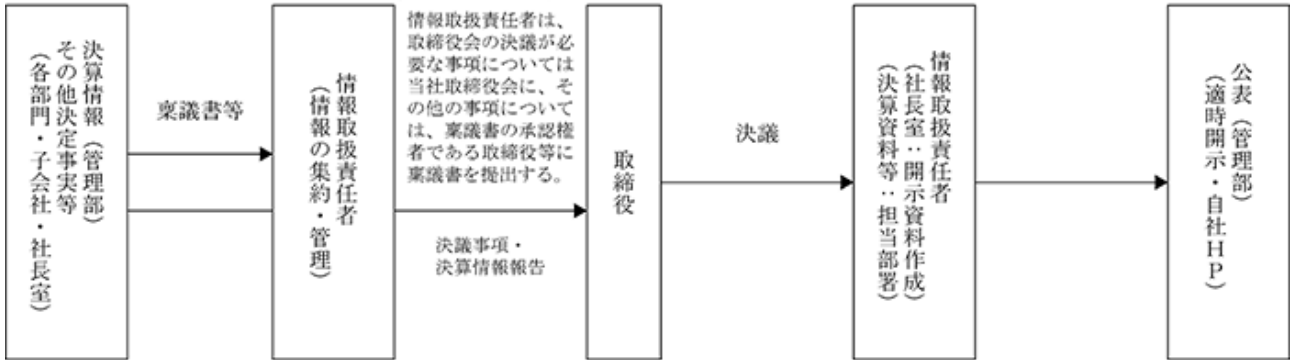 決算情報(管理部)
その他決定事実等
(各部門・子会社・社長室)
稟議書等
情報取扱責任者
(情報の集約・管理)
情報取扱責任者は、
取締役会の決議が必
要な事項については
当社取締役会に、そ
の他の事項について
は、稟議書の承認権
者である取締役等に
稟議書を提出する。
決議事項・
決算情報報告
取締役
決議
情報取扱責任者
(社長室:開示資料作成)
(決算資料等:担当部署)
公表(管理部)
(適時開示・自社HP)